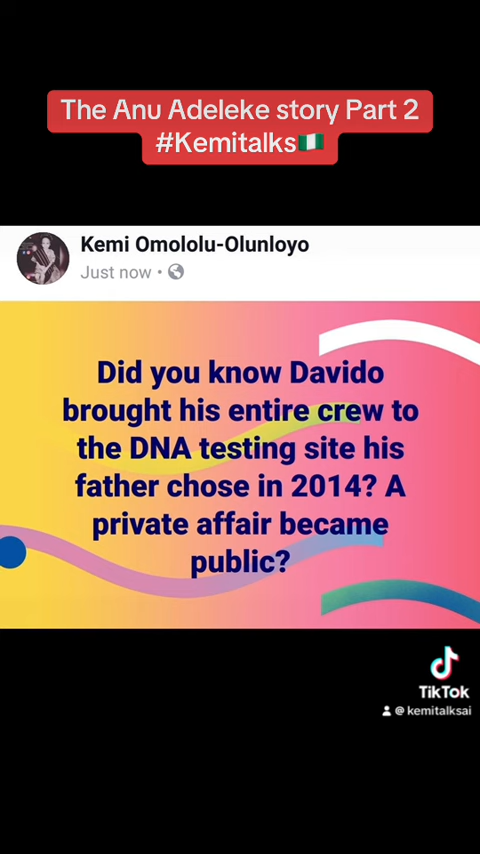 The Anu Adeleke story Part 2
#Kemitalks🇳🇬
Kemi Omololu-Olunloyo
Just now •
Did you know Davido
brought his entire crew to
the DNA testing site his
father chose in 2014? A
private affair became
public?
TikTok
@ kemitalksai